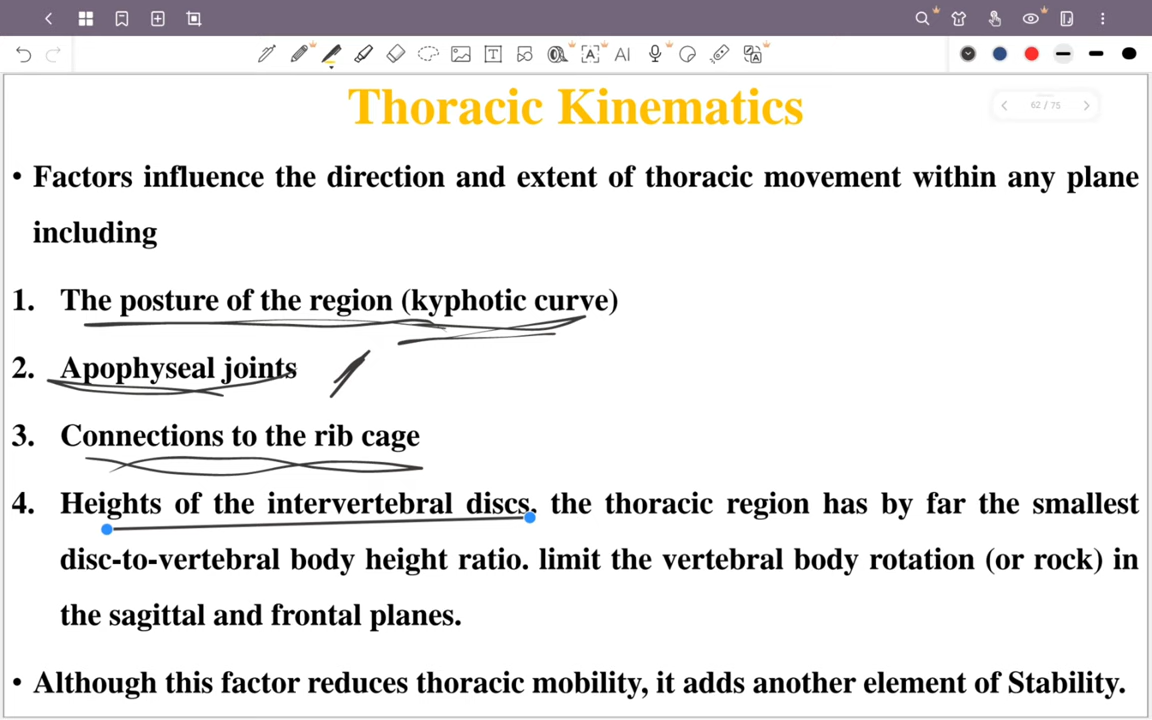 AI
Thoracic Kinematics
62 / 75
• Factors influence the direction and extent of thoracic movement within any plane
including
1. The posture of the region (kyphotic curve)
2. Apophyseal joints
3. Connections to the rib cage
4. Heights of the intervertebral discs, the thoracic region has by far the smallest
disc-to-vertebral body height ratio. limit the vertebral body rotation (or rock) in
the sagittal and frontal planes.
• Although this factor reduces thoracic mobility, it adds another element of Stability.